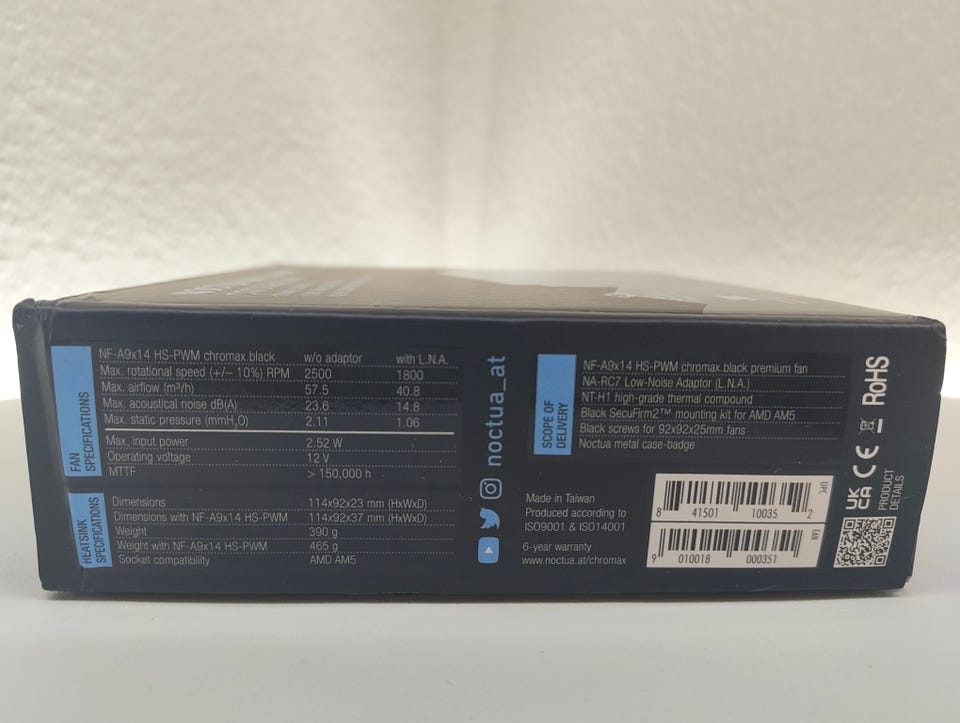 FAN
SPECIFICATIONS
NF-A9x14 HS-PWM chromax.black w/o adaptor with L.N.A.
Max. rotational speed (+/− 10%) RPM 2500 1800
Max. airflow (m³/h) 57.5 40.8
Max. acoustical noise dB(A) 23.6 14.8
Max. static pressure (mmH₂O) 2.11 1.06
Max. input power 2.52 W
Operating voltage 12 V
MTTF > 150,000 h
HEATSINK
SPECIFICATIONS
Dimensions 114x92x23 mm (HxWxD)
Dimensions with NF-A9x14 HS-PWM 114x92x37 mm (HxWxD)
Weight 390 g
Weight with NF-A9x14 HS-PWM 465 g
Socket compatibility AMD AM5
noctua_at
SCOPE OF
DELIVERY
NF-A9x14 HS-PWM chromax.black premium fan
NA-RC7 Low-Noise Adaptor (L.N.A.)
NT-H1 high-grade thermal compound
Black SecuFirm2™ mounting kit for AMD AM5
Black screws for 92x92x25mm fans
Noctua metal case-badge
Made in Taiwan
Produced according to
ISO9001 & ISO14001
6-year warranty
www.noctua.at/chromax
UPC
8 41501 10035 2
EAN
9 010018 000351
UK
CA
CE
RoHS
PRODUCT
DETAILS